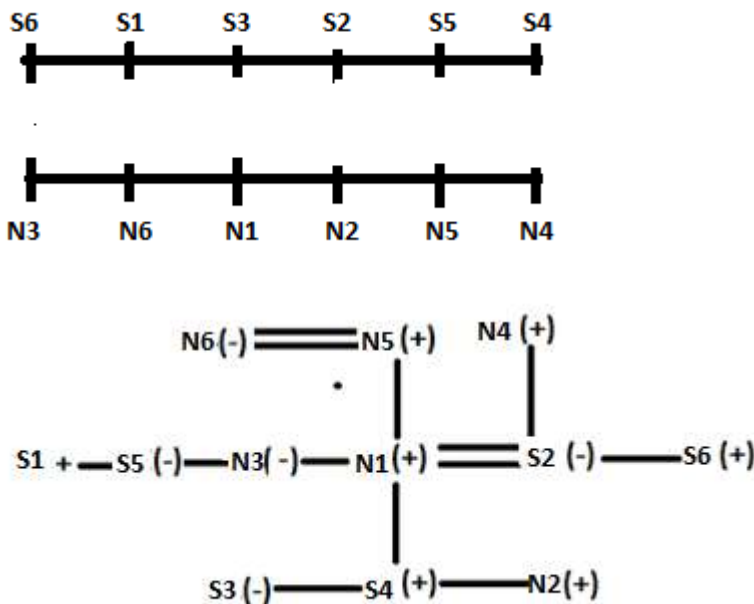 S6 S1 S3 S2 S5 S4
N3 N6 N1 N2 N5 N4
N6 (-) N5 (+) N4 (+)
S1 + S5 (-) N3(-) N1(+) S2 (-) S6 (+)
S3 (-) S4 (+) N2(+)